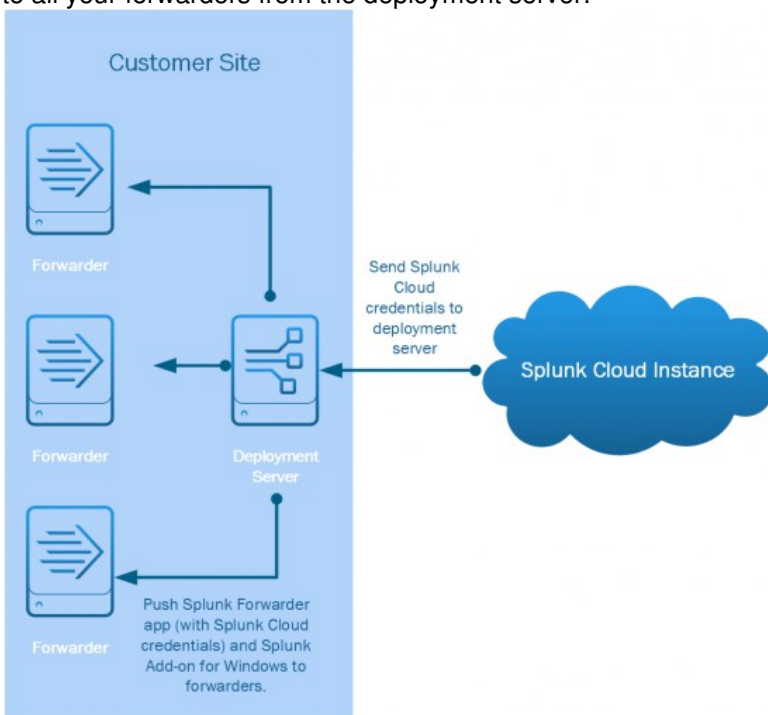 to all your forwarders from the deployment server.
Customer Site
Forwarder
Send Splunk
Cloud
credentials to
deployment
server
Splunk Cloud Instance
Forwarder
Deployment
Server
Forwarder
Push Splunk Forwarder
app (with Splunk Cloud
credentials) and Splunk
Add-on for Windows to
forwarders.